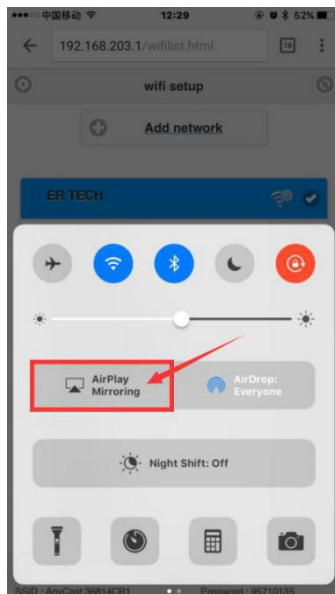 中国移动 12:29 52%
192.168.203.1/wifilist.html 18
wifi setup
Add network
ER TECH
AirPlay
Mirroring
AirDrop:
Everyone
Night Shift: Off
SSID : AnyCast 36814CB1 Password : 95710135